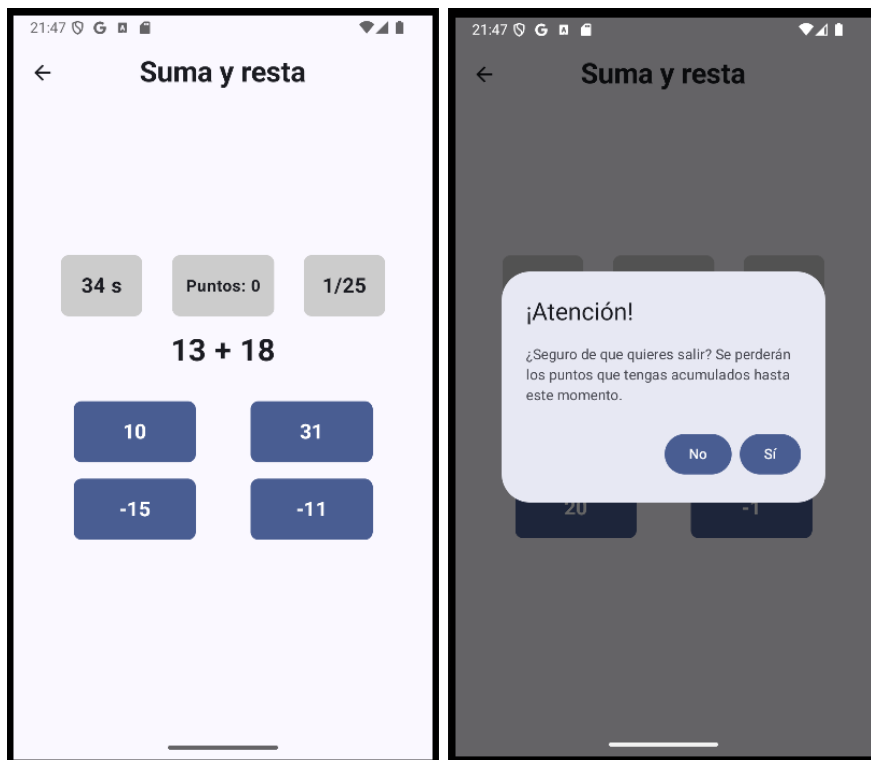 21:47
Suma y resta
34 s
Puntos: 0
1/25
13 + 18
10
31
-15
-11
21:47
Suma y resta
¡Atención!
¿Seguro de que quieres salir? Se perderán
los puntos que tengas acumulados hasta
este momento.
No
Sí
20
-1